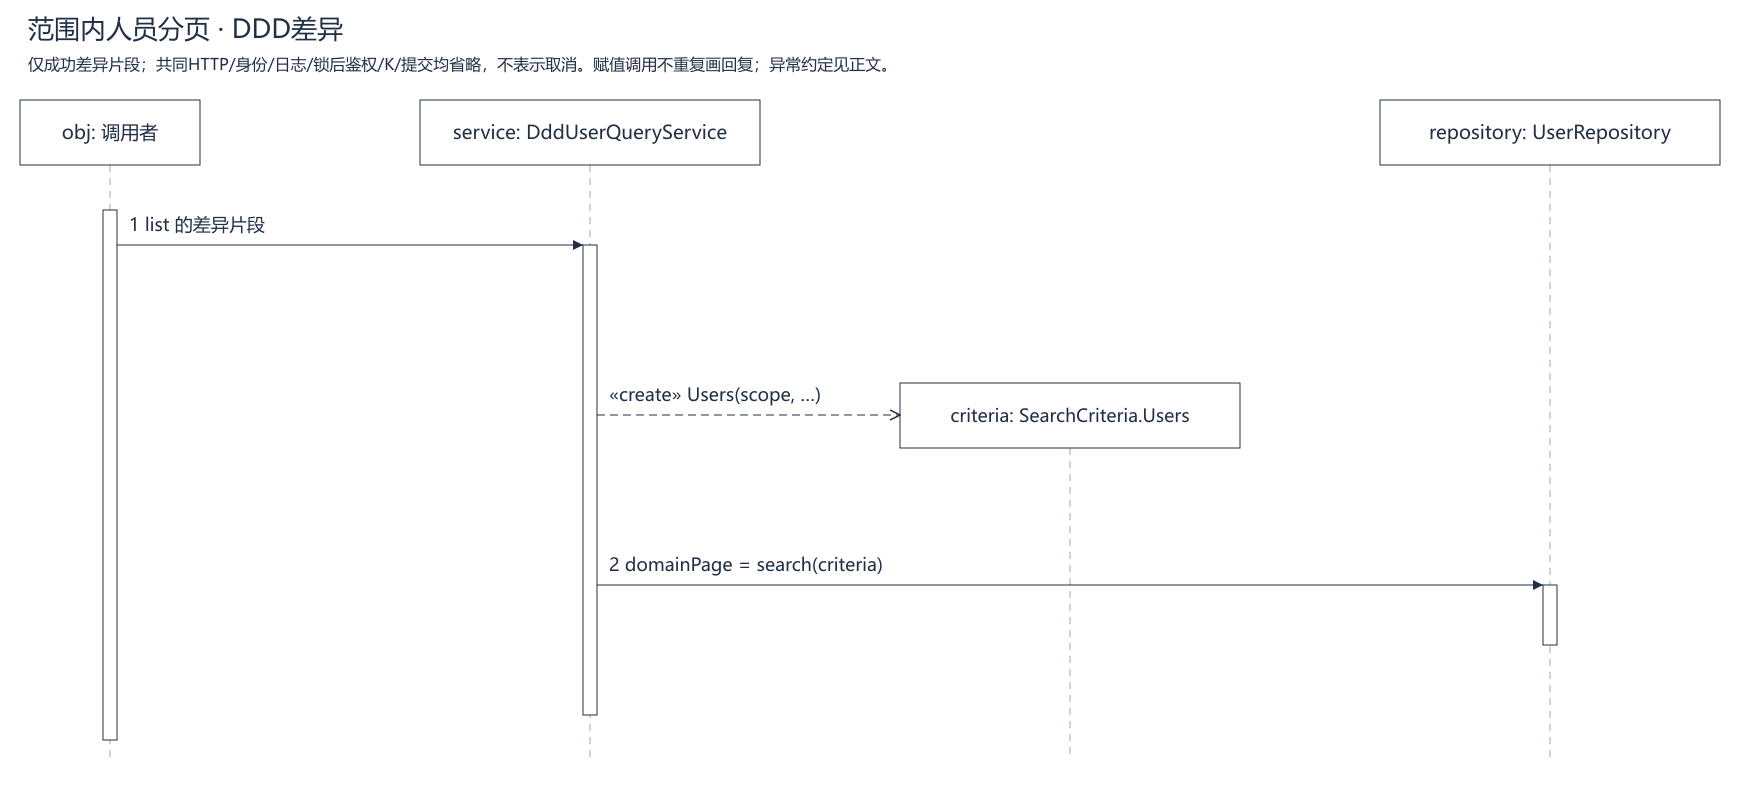 范围内人员分页 · DDD差异
仅成功差异片段；共同HTTP/身份/日志/锁后鉴权/K/提交均省略，不表示取消。赋值调用不重复画回复；异常约定见正文。
obj: 调用者
service: DddUserQueryService
repository: UserRepository
1 list 的差异片段
«create» Users(scope, ...)
criteria: SearchCriteria.Users
2 domainPage = search(criteria)